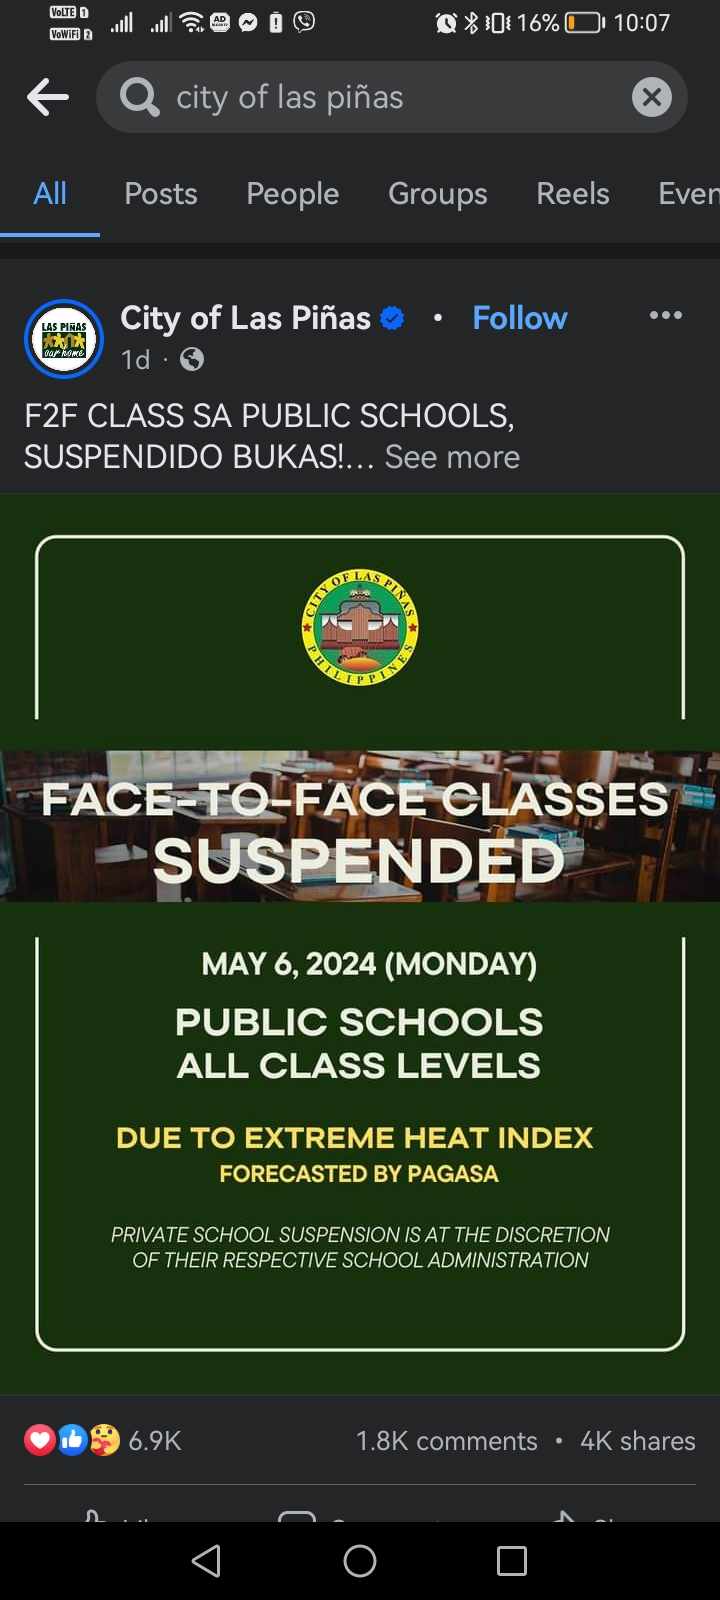 VoLTE 1
VoWiFi 2
16% 10:07
city of las piñas
All Posts People Groups Reels Even
LAS PIÑAS
our home
City of Las Piñas • Follow
1d ·
F2F CLASS SA PUBLIC SCHOOLS,
SUSPENDIDO BUKAS!... See more
CITY OF LAS PIÑAS
PHILIPPINES
FACE-TO-FACE CLASSES
SUSPENDED
MAY 6, 2024 (MONDAY)
PUBLIC SCHOOLS
ALL CLASS LEVELS
DUE TO EXTREME HEAT INDEX
FORECASTED BY PAGASA
PRIVATE SCHOOL SUSPENSION IS AT THE DISCRETION
OF THEIR RESPECTIVE SCHOOL ADMINISTRATION
6.9K 1.8K comments • 4K shares